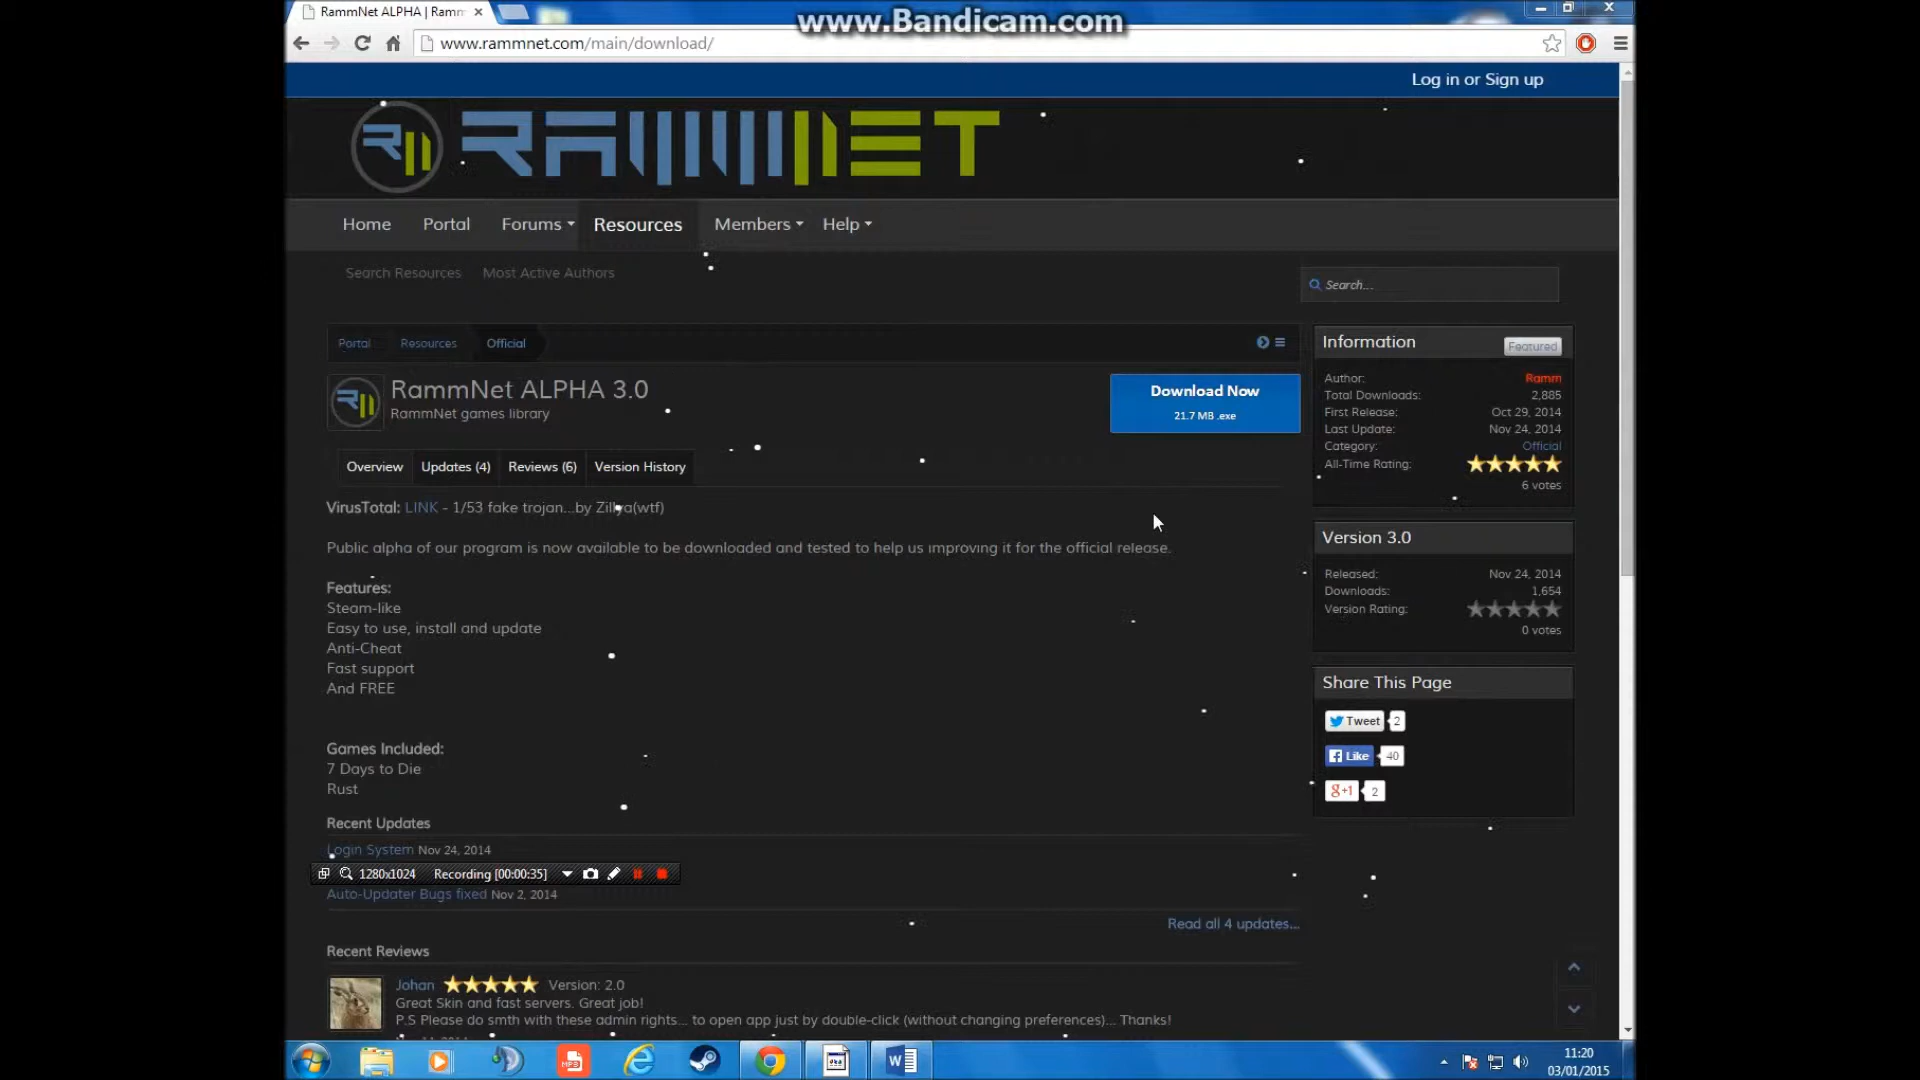 RammNet ALPHA | Ramm
www.Bandicam.com
www.rammnet.com/main/download/
Log in or Sign up
RAMMNET
Home Portal Forums Resources Members Help
Search Resources Most Active Authors
Search...
Portal Resources Official
RammNet ALPHA 3.0
RammNet games library
Download Now
21.7 MB .exe
Overview Updates (4) Reviews (6) Version History
VirusTotal: LINK - 1/53 fake trojan...by Zillya(wtf)
Public alpha of our program is now available to be downloaded and tested to help us improving it for the official release.
Features:
Steam-like
Easy to use, install and update
Anti-Cheat
Fast support
And FREE
Games Included:
7 Days to Die
Rust
Recent Updates
Login System Nov 24, 2014
1280x1024 Recording [00:00:35]
Auto-Updater Bugs fixed Nov 2, 2014
Read all 4 updates...
Recent Reviews
Johan Version: 2.0
Great Skin and fast servers. Great job!
P.S Please do smth with these admin rights... to open app just by double-click (without changing preferences)... Thanks!
Information Featured
Author: Ramm
Total Downloads: 2,885
First Release: Oct 29, 2014
Last Update: Nov 24, 2014
Category: Official
All-Time Rating:
6 votes
Version 3.0
Released: Nov 24, 2014
Downloads: 1,654
Version Rating:
0 votes
Share This Page
Tweet 2
Like 40
g+1 2
MP3
W
11:20
03/01/2015